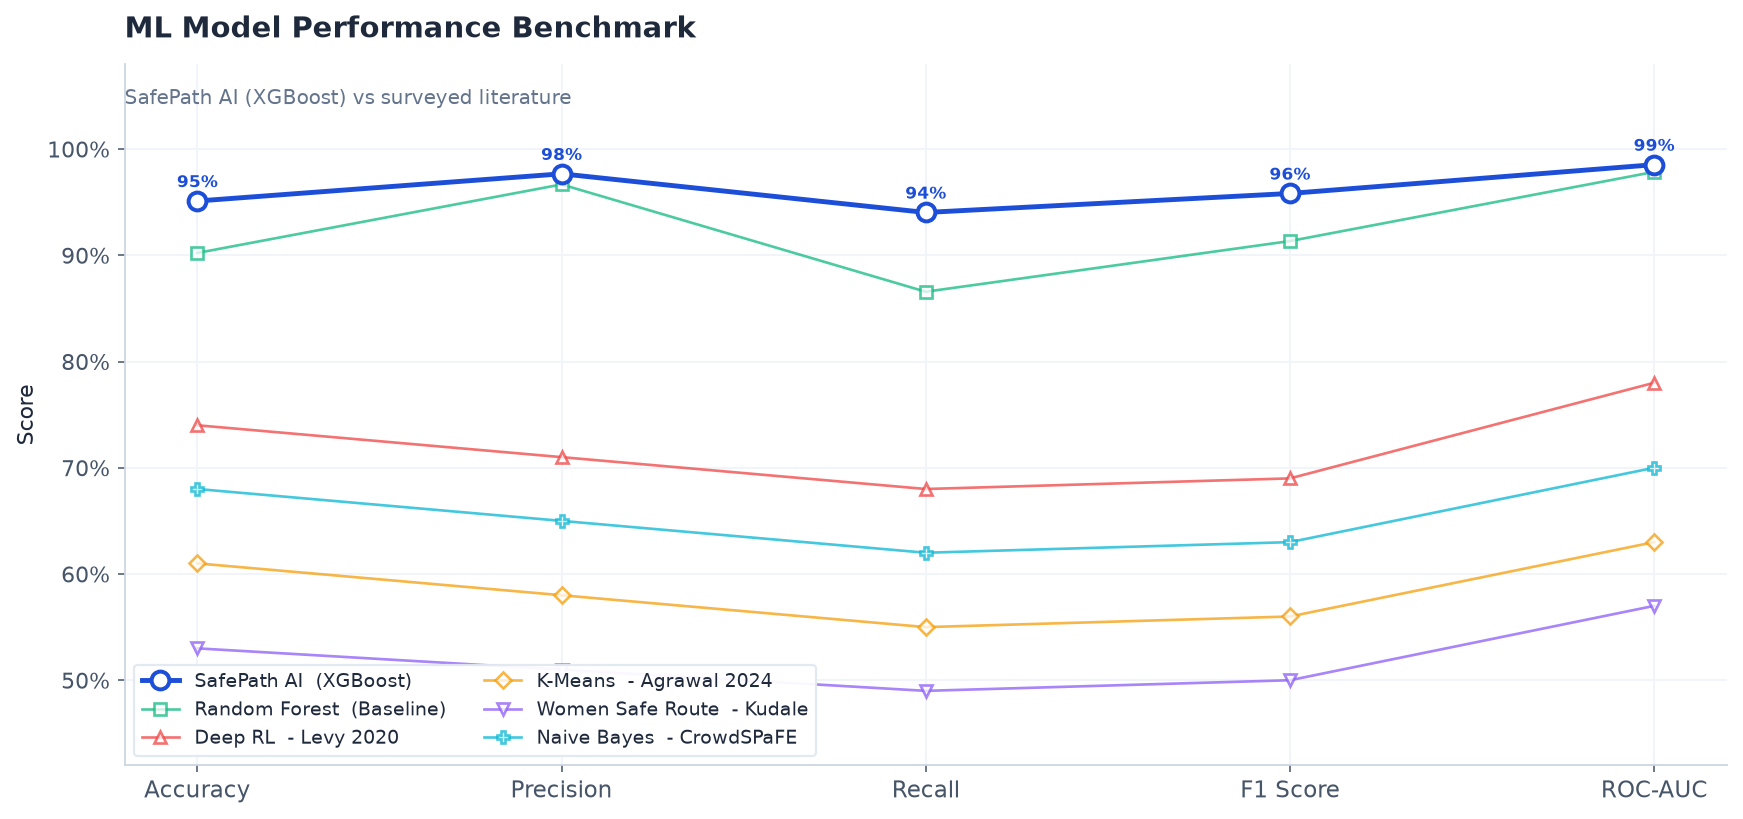 ML Model Performance Benchmark
SafePath AI (XGBoost) vs surveyed literature
100%
90%
80%
70%
60%
50%
Score
95%
98%
94%
96%
99%
SafePath AI (XGBoost)
Random Forest (Baseline)
Deep RL - Levy 2020
K-Means - Agrawal 2024
Women Safe Route - Kudale
Naive Bayes - CrowdSPaFE
Accuracy
Precision
Recall
F1 Score
ROC-AUC